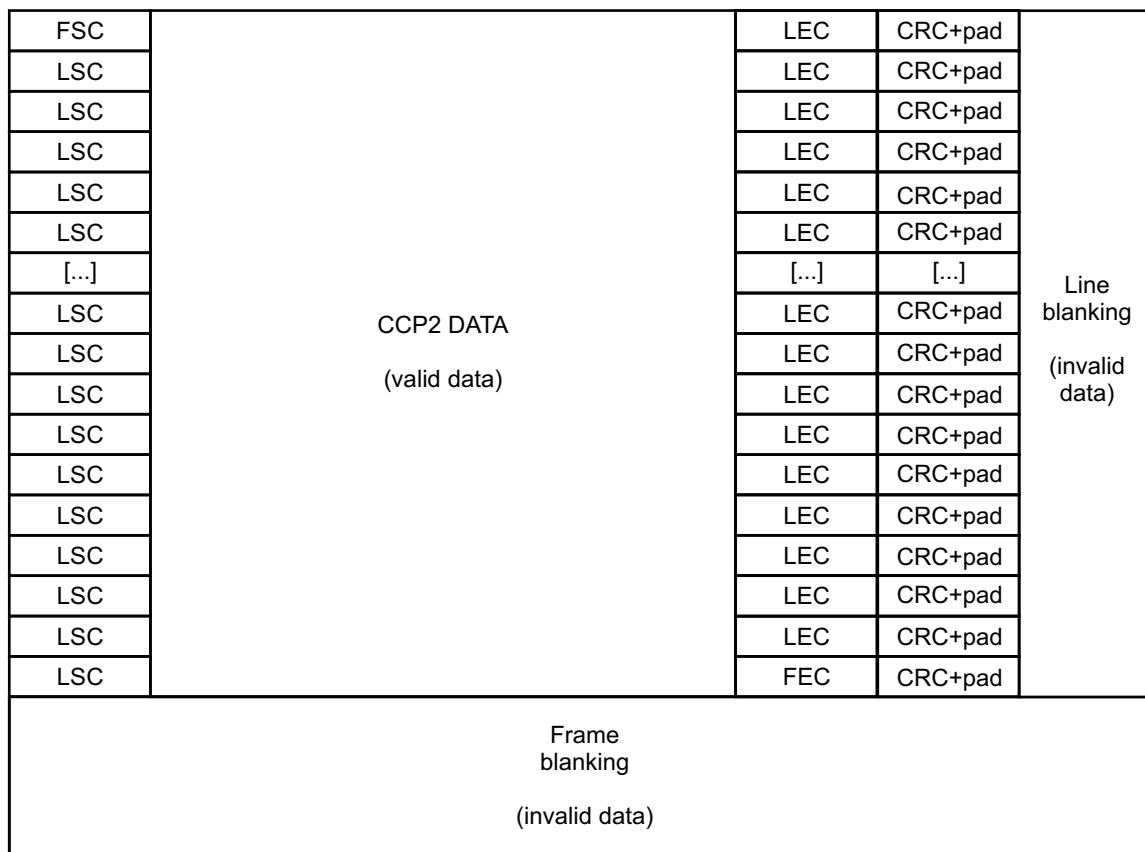 FSC LEC CRC+pad
LSC LEC CRC+pad
LSC LEC CRC+pad
LSC LEC CRC+pad
LSC LEC CRC+pad
LSC LEC CRC+pad
[...] [...] [...]
LSC LEC CRC+pad
LSC LEC CRC+pad
LSC LEC CRC+pad
LSC LEC CRC+pad
LSC LEC CRC+pad
LSC LEC CRC+pad
LSC LEC CRC+pad
LSC LEC CRC+pad
LSC LEC CRC+pad
LSC FEC CRC+pad
CCP2 DATA
(valid data)
Line
blanking
(invalid
data)
Frame
blanking
(invalid data)